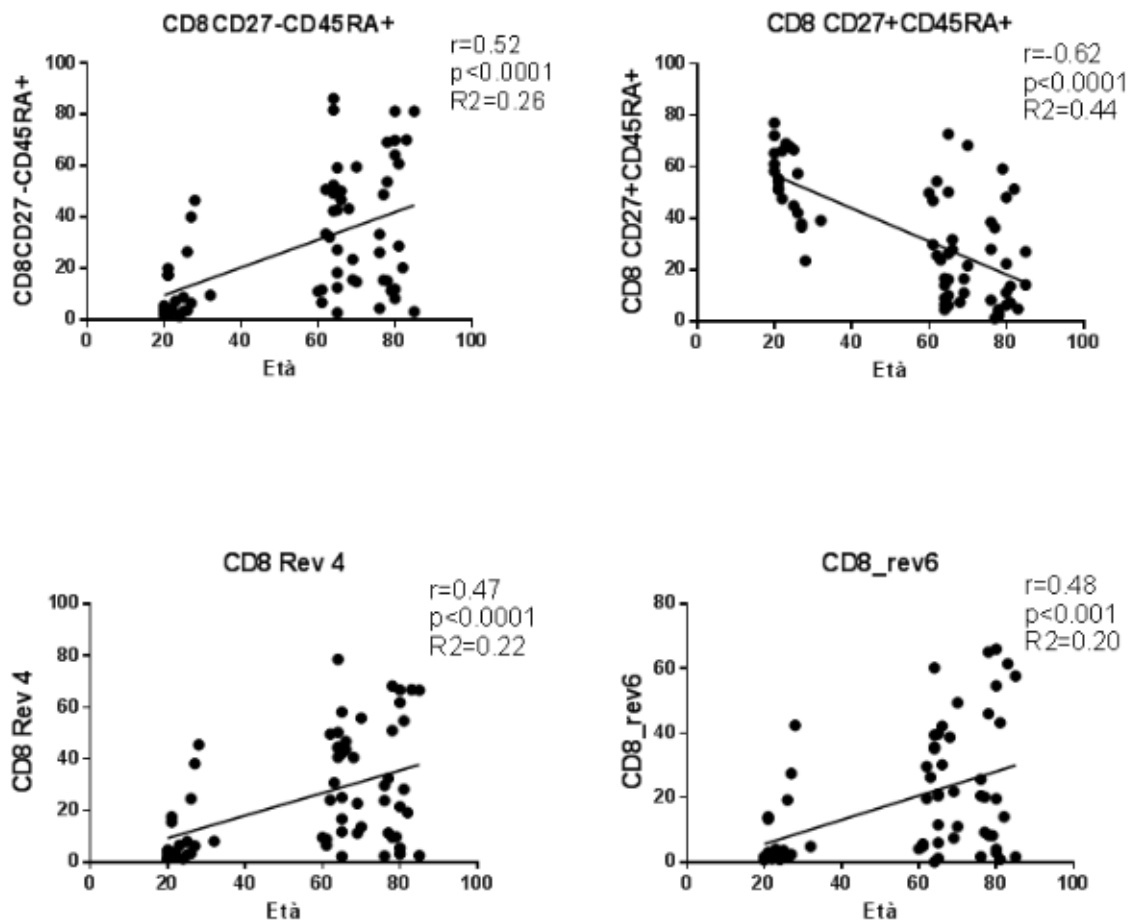 CD8CD27-CD45RA+
r=0.52
p<0.0001
R2=0.26
CD8CD27-CD45RA+
100
80
60
40
20
0
0 20 40 60 80 100
Età
CD8 CD27+CD45RA+
r=-0.62
p<0.0001
R2=0.44
CD8 CD27+CD45RA+
100
80
60
40
20
0
0 20 40 60 80 100
Età
CD8 Rev 4
r=0.47
p<0.0001
R2=0.22
CD8 Rev 4
100
80
60
40
20
0
0 20 40 60 80 100
Età
CD8_rev6
r=0.48
p<0.001
R2=0.20
CD8_rev6
80
60
40
20
0
0 20 40 60 80 100
Età